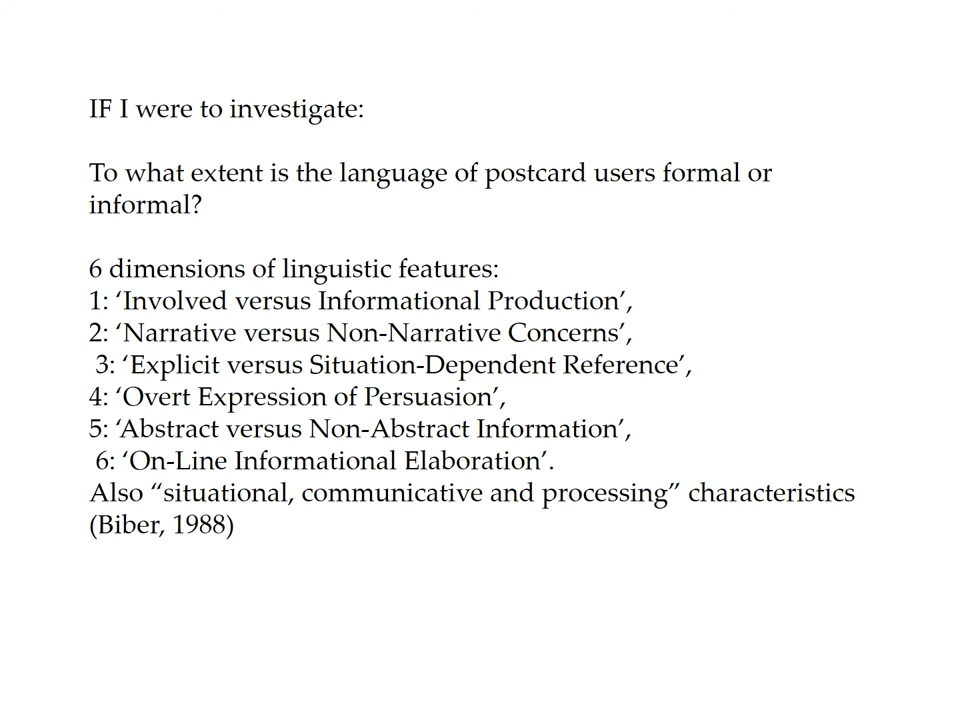 IF I were to investigate:
To what extent is the language of postcard users formal or
informal?
6 dimensions of linguistic features:
1: ‘Involved versus Informational Production’,
2: ‘Narrative versus Non-Narrative Concerns’,
3: ‘Explicit versus Situation-Dependent Reference’,
4: ‘Overt Expression of Persuasion’,
5: ‘Abstract versus Non-Abstract Information’,
6: ‘On-Line Informational Elaboration’.
Also “situational, communicative and processing” characteristics
(Biber, 1988)